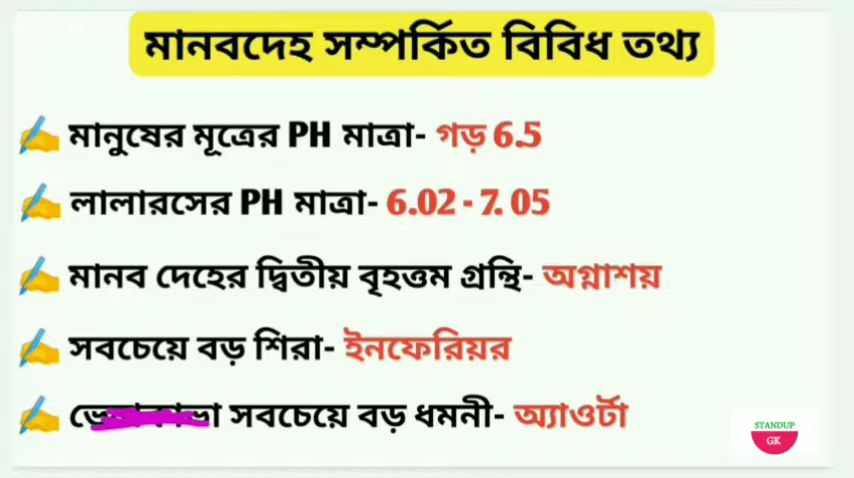 মানবদেহ সম্পর্কিত বিবিধ তথ্য
মানুষের মূত্রের PH মাত্রা- গড় 6.5
লালারসের PH মাত্রা- 6.02 - 7. 05
মানব দেহের দ্বিতীয় বৃহত্তম গ্রন্থি- অগ্নাশয়
সবচেয়ে বড় শিরা- ইনফেরিয়র
সবচেয়ে বড় ধমনী- অ্যাওর্টা
STANDUP
GK